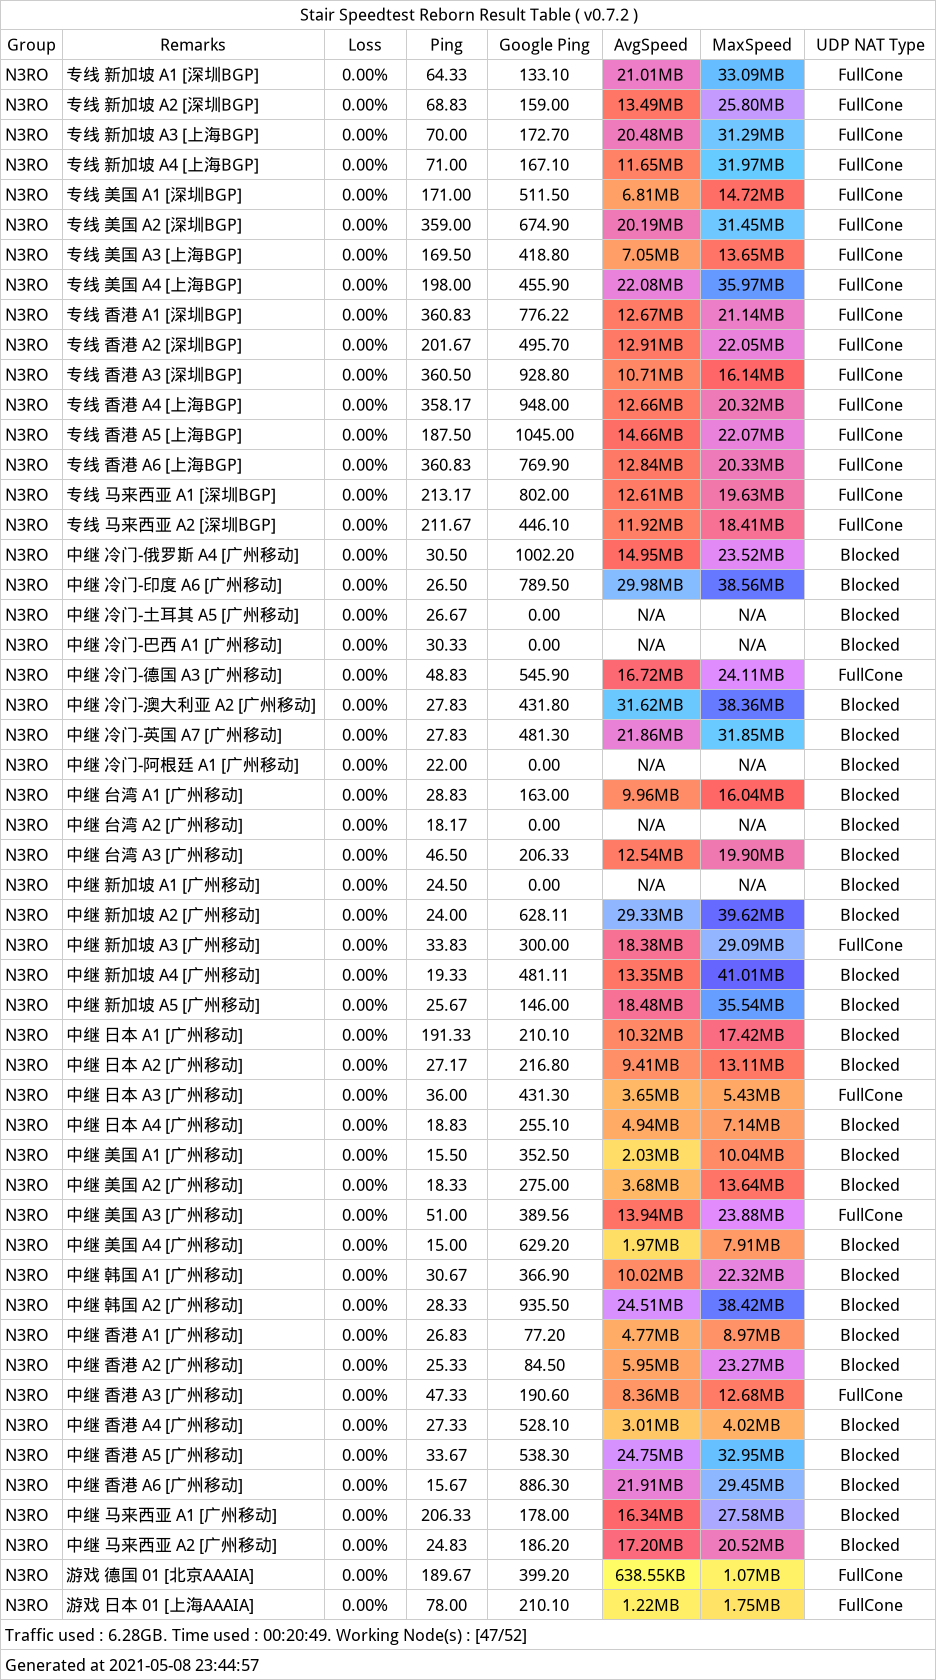 Stair Speedtest Reborn Result Table ( v0.7.2 )
Group Remarks Loss Ping Google Ping AvgSpeed MaxSpeed UDP NAT Type
N3RO 专线 新加坡 A1 [深圳BGP] 0.00% 64.33 133.10 21.01MB 33.09MB FullCone
N3RO 专线 新加坡 A2 [深圳BGP] 0.00% 68.83 159.00 13.49MB 25.80MB FullCone
N3RO 专线 新加坡 A3 [上海BGP] 0.00% 70.00 172.70 20.48MB 31.29MB FullCone
N3RO 专线 新加坡 A4 [上海BGP] 0.00% 71.00 167.10 11.65MB 31.97MB FullCone
N3RO 专线 美国 A1 [深圳BGP] 0.00% 171.00 511.50 6.81MB 14.72MB FullCone
N3RO 专线 美国 A2 [深圳BGP] 0.00% 359.00 674.90 20.19MB 31.45MB FullCone
N3RO 专线 美国 A3 [上海BGP] 0.00% 169.50 418.80 7.05MB 13.65MB FullCone
N3RO 专线 美国 A4 [上海BGP] 0.00% 198.00 455.90 22.08MB 35.97MB FullCone
N3RO 专线 香港 A1 [深圳BGP] 0.00% 360.83 776.22 12.67MB 21.14MB FullCone
N3RO 专线 香港 A2 [深圳BGP] 0.00% 201.67 495.70 12.91MB 22.05MB FullCone
N3RO 专线 香港 A3 [深圳BGP] 0.00% 360.50 928.80 10.71MB 16.14MB FullCone
N3RO 专线 香港 A4 [上海BGP] 0.00% 358.17 948.00 12.66MB 20.32MB FullCone
N3RO 专线 香港 A5 [上海BGP] 0.00% 187.50 1045.00 14.66MB 22.07MB FullCone
N3RO 专线 香港 A6 [上海BGP] 0.00% 360.83 769.90 12.84MB 20.33MB FullCone
N3RO 专线 马来西亚 A1 [深圳BGP] 0.00% 213.17 802.00 12.61MB 19.63MB FullCone
N3RO 专线 马来西亚 A2 [深圳BGP] 0.00% 211.67 446.10 11.92MB 18.41MB FullCone
N3RO 中继 冷门-俄罗斯 A4 [广州移动] 0.00% 30.50 1002.20 14.95MB 23.52MB Blocked
N3RO 中继 冷门-印度 A6 [广州移动] 0.00% 26.50 789.50 29.98MB 38.56MB Blocked
N3RO 中继 冷门-土耳其 A5 [广州移动] 0.00% 26.67 0.00 N/A N/A Blocked
N3RO 中继 冷门-巴西 A1 [广州移动] 0.00% 30.33 0.00 N/A N/A Blocked
N3RO 中继 冷门-德国 A3 [广州移动] 0.00% 48.83 545.90 16.72MB 24.11MB FullCone
N3RO 中继 冷门-澳大利亚 A2 [广州移动] 0.00% 27.83 431.80 31.62MB 38.36MB Blocked
N3RO 中继 冷门-英国 A7 [广州移动] 0.00% 27.83 481.30 21.86MB 31.85MB Blocked
N3RO 中继 冷门-阿根廷 A1 [广州移动] 0.00% 22.00 0.00 N/A N/A Blocked
N3RO 中继 台湾 A1 [广州移动] 0.00% 28.83 163.00 9.96MB 16.04MB Blocked
N3RO 中继 台湾 A2 [广州移动] 0.00% 18.17 0.00 N/A N/A Blocked
N3RO 中继 台湾 A3 [广州移动] 0.00% 46.50 206.33 12.54MB 19.90MB Blocked
N3RO 中继 新加坡 A1 [广州移动] 0.00% 24.50 0.00 N/A N/A Blocked
N3RO 中继 新加坡 A2 [广州移动] 0.00% 24.00 628.11 29.33MB 39.62MB Blocked
N3RO 中继 新加坡 A3 [广州移动] 0.00% 33.83 300.00 18.38MB 29.09MB FullCone
N3RO 中继 新加坡 A4 [广州移动] 0.00% 19.33 481.11 13.35MB 41.01MB Blocked
N3RO 中继 新加坡 A5 [广州移动] 0.00% 25.67 146.00 18.48MB 35.54MB Blocked
N3RO 中继 日本 A1 [广州移动] 0.00% 191.33 210.10 10.32MB 17.42MB Blocked
N3RO 中继 日本 A2 [广州移动] 0.00% 27.17 216.80 9.41MB 13.11MB Blocked
N3RO 中继 日本 A3 [广州移动] 0.00% 36.00 431.30 3.65MB 5.43MB FullCone
N3RO 中继 日本 A4 [广州移动] 0.00% 18.83 255.10 4.94MB 7.14MB Blocked
N3RO 中继 美国 A1 [广州移动] 0.00% 15.50 352.50 2.03MB 10.04MB Blocked
N3RO 中继 美国 A2 [广州移动] 0.00% 18.33 275.00 3.68MB 13.64MB Blocked
N3RO 中继 美国 A3 [广州移动] 0.00% 51.00 389.56 13.94MB 23.88MB FullCone
N3RO 中继 美国 A4 [广州移动] 0.00% 15.00 629.20 1.97MB 7.91MB Blocked
N3RO 中继 韩国 A1 [广州移动] 0.00% 30.67 366.90 10.02MB 22.32MB Blocked
N3RO 中继 韩国 A2 [广州移动] 0.00% 28.33 935.50 24.51MB 38.42MB Blocked
N3RO 中继 香港 A1 [广州移动] 0.00% 26.83 77.20 4.77MB 8.97MB Blocked
N3RO 中继 香港 A2 [广州移动] 0.00% 25.33 84.50 5.95MB 23.27MB Blocked
N3RO 中继 香港 A3 [广州移动] 0.00% 47.33 190.60 8.36MB 12.68MB FullCone
N3RO 中继 香港 A4 [广州移动] 0.00% 27.33 528.10 3.01MB 4.02MB Blocked
N3RO 中继 香港 A5 [广州移动] 0.00% 33.67 538.30 24.75MB 32.95MB Blocked
N3RO 中继 香港 A6 [广州移动] 0.00% 15.67 886.30 21.91MB 29.45MB Blocked
N3RO 中继 马来西亚 A1 [广州移动] 0.00% 206.33 178.00 16.34MB 27.58MB Blocked
N3RO 中继 马来西亚 A2 [广州移动] 0.00% 24.83 186.20 17.20MB 20.52MB Blocked
N3RO 游戏 德国 01 [北京AAAIA] 0.00% 189.67 399.20 638.55KB 1.07MB FullCone
N3RO 游戏 日本 01 [上海AAAIA] 0.00% 78.00 210.10 1.22MB 1.75MB FullCone
Traffic used : 6.28GB. Time used : 00:20:49. Working Node(s) : [47/52]
Generated at 2021-05-08 23:44:57